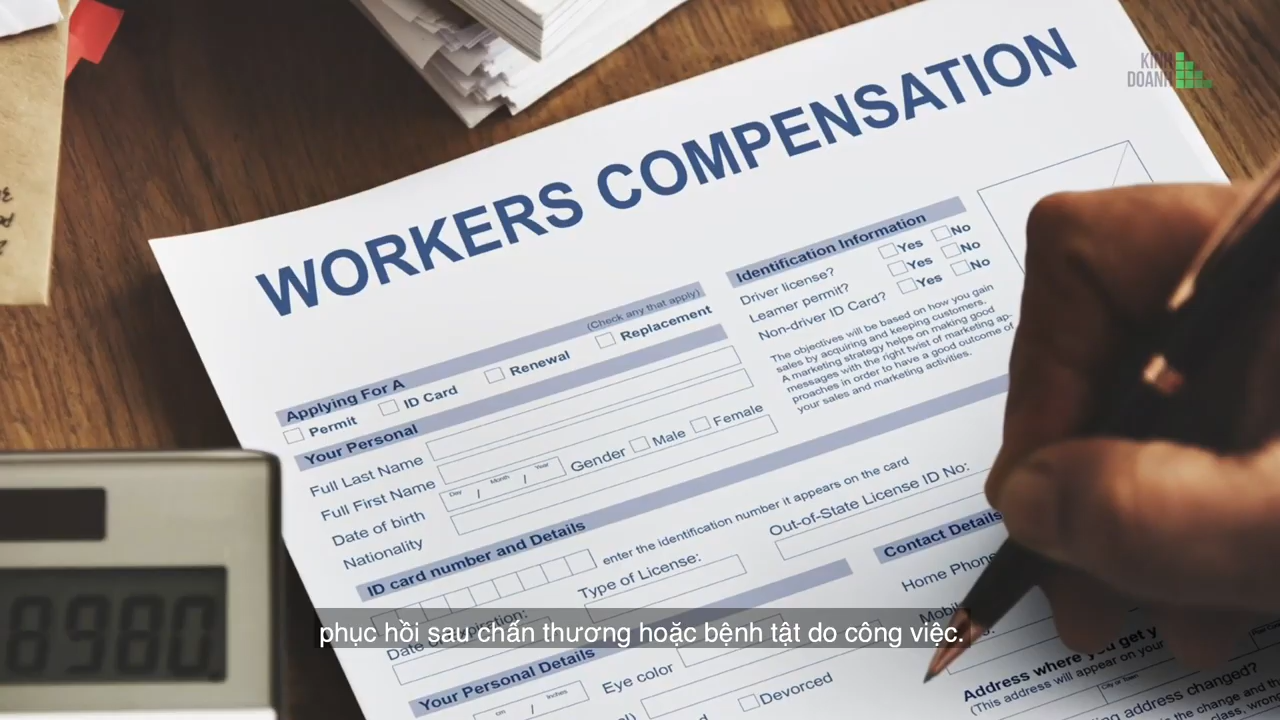 KINH
DOANH
WORKERS COMPENSATION
Applying For A
(Check any that apply)
Permit
ID Card
Renewal
Replacement
Your Personal
Full Last Name
Full First Name
Date of birth
Day / Month / Year
Gender
Male
Female
Nationality
Identification Information
Driver license?
Yes
No
Learner permit?
Yes
No
Non-driver ID Card?
Yes
No
The objectives will be based on how you gain
sales by acquiring and keeping customers.
A marketing strategy helps on making good
messages with the right twist of marketing ap-
proaches in order to have a good outcome of
your sales and marketing activities.
ID card number and Details
enter the identification number it appears on the card
Type of License:
Out-of-State License ID No:
Your Personal Details
Eye color
Devorced
Contact Details
Home Phone
Address where you get y
(This address will appear on your
City or Town
address changed?
8980
phục hồi sau chấn thương hoặc bệnh tật do công việc.